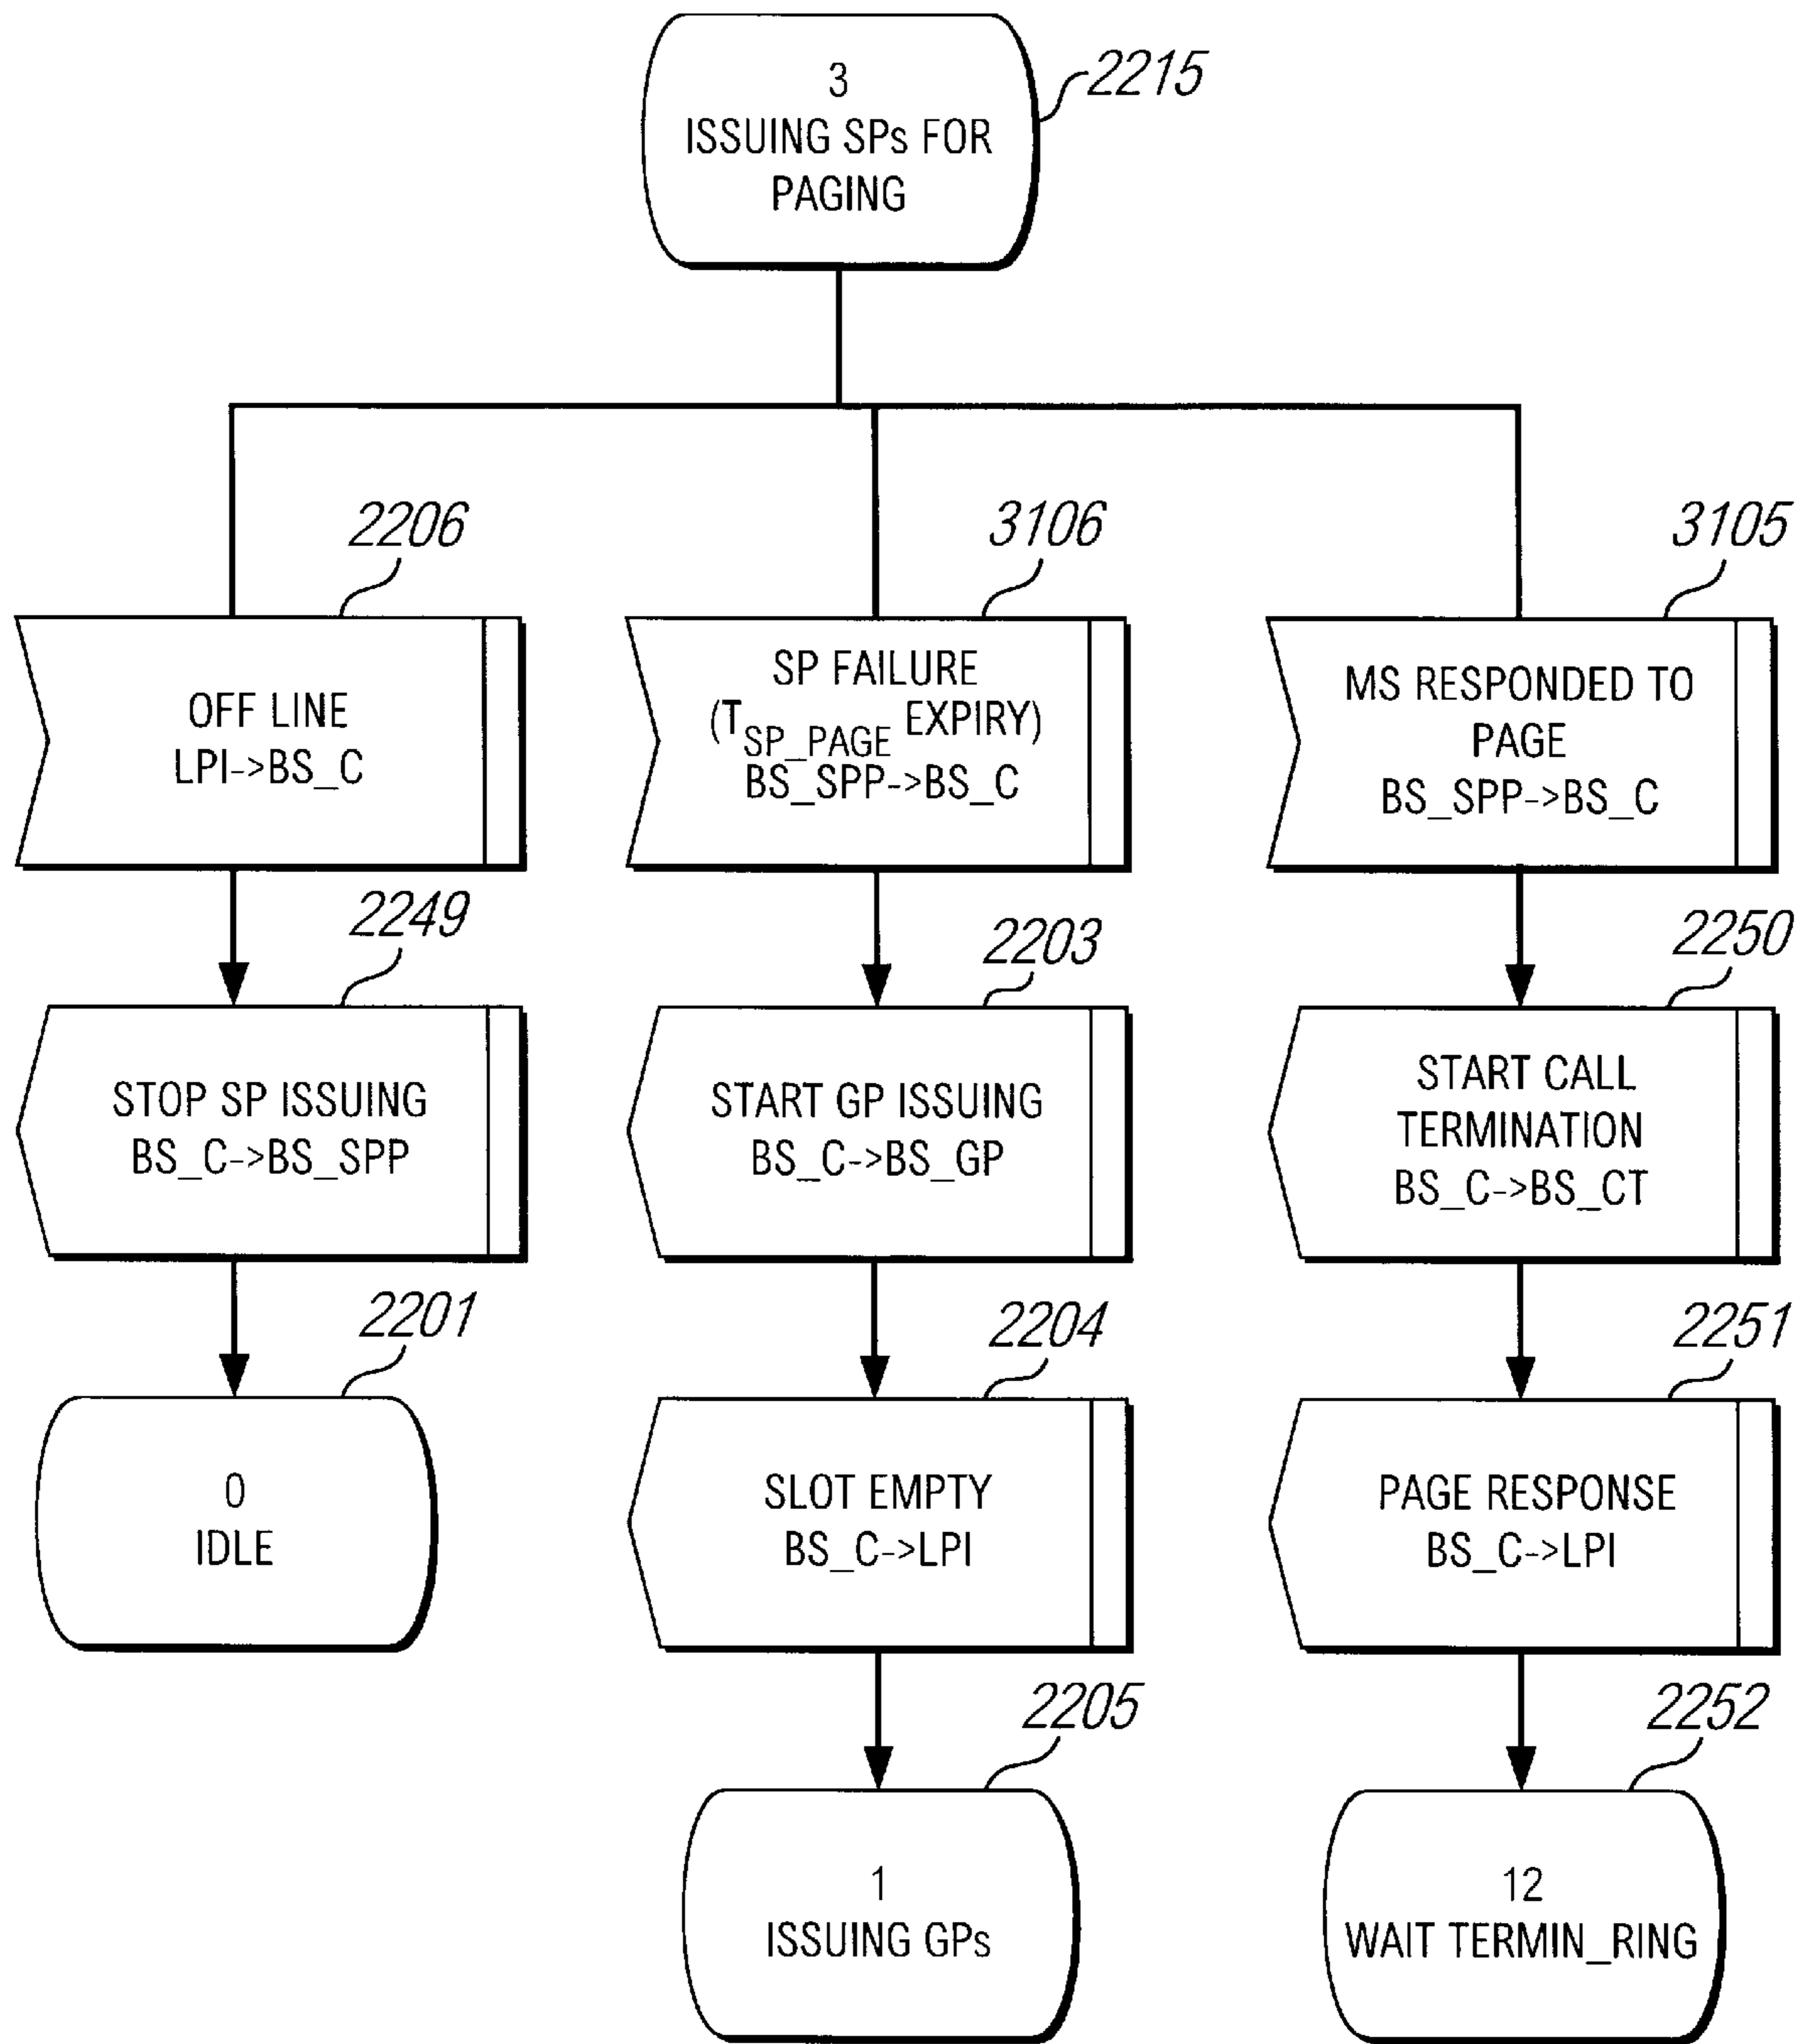 3
ISSUING SPs FOR
PAGING
2215
2206
OFF LINE
LPI->BS_C
3106
SP FAILURE
(T_SP_PAGE EXPIRY)
BS_SPP->BS_C
3105
MS RESPONDED TO
PAGE
BS_SPP->BS_C
2249
STOP SP ISSUING
BS_C->BS_SPP
2203
START GP ISSUING
BS_C->BS_GP
2250
START CALL
TERMINATION
BS_C->BS_CT
2201
0
IDLE
2204
SLOT EMPTY
BS_C->LPI
2251
PAGE RESPONSE
BS_C->LPI
2205
1
ISSUING GPs
2252
12
WAIT TERMIN_RING